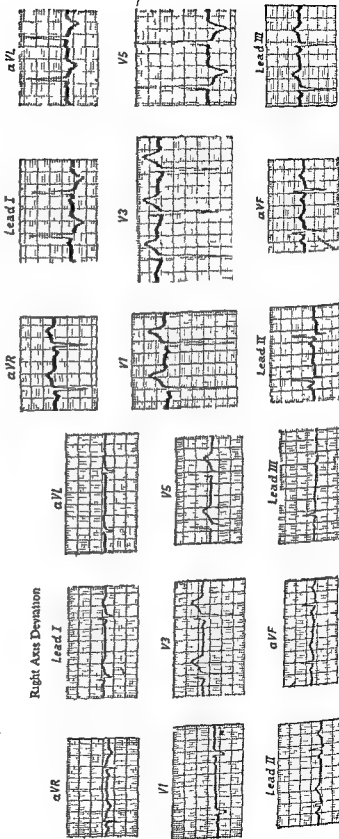 Right Axis Deviation
aVR Lead I aVL aVR Lead I aVL
V1 V3 V5 V1 V3 V5
Lead II aVF Lead III Lead II aVF Lead III